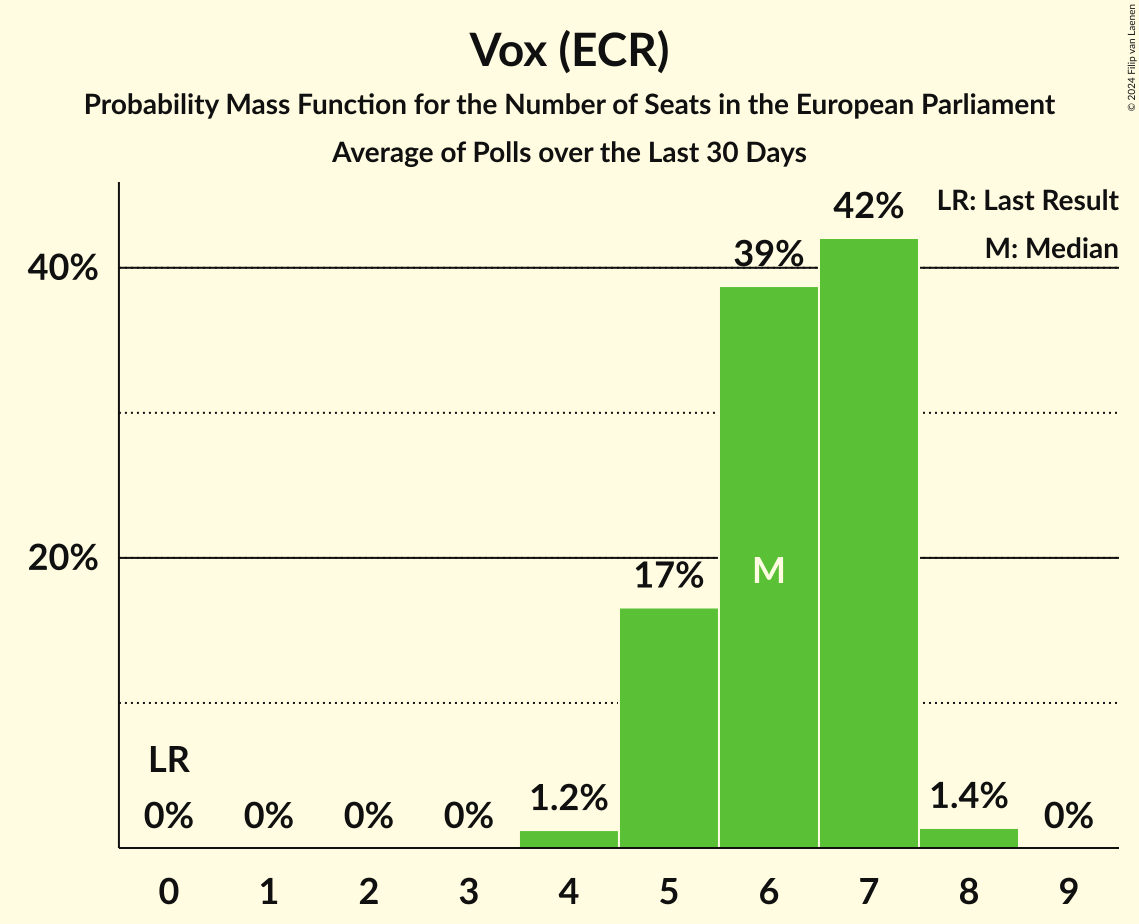 Vox (ECR)
Probability Mass Function for the Number of Seats in the European Parliament
Average of Polls over the Last 30 Days
© 2024 Filip van Laenen
LR: Last Result
M: Median
42%
39%
40%
20%
17%
M
LR
0%
0%
0%
0%
1.2%
1.4%
0%
0 1 2 3 4 5 6 7 8 9